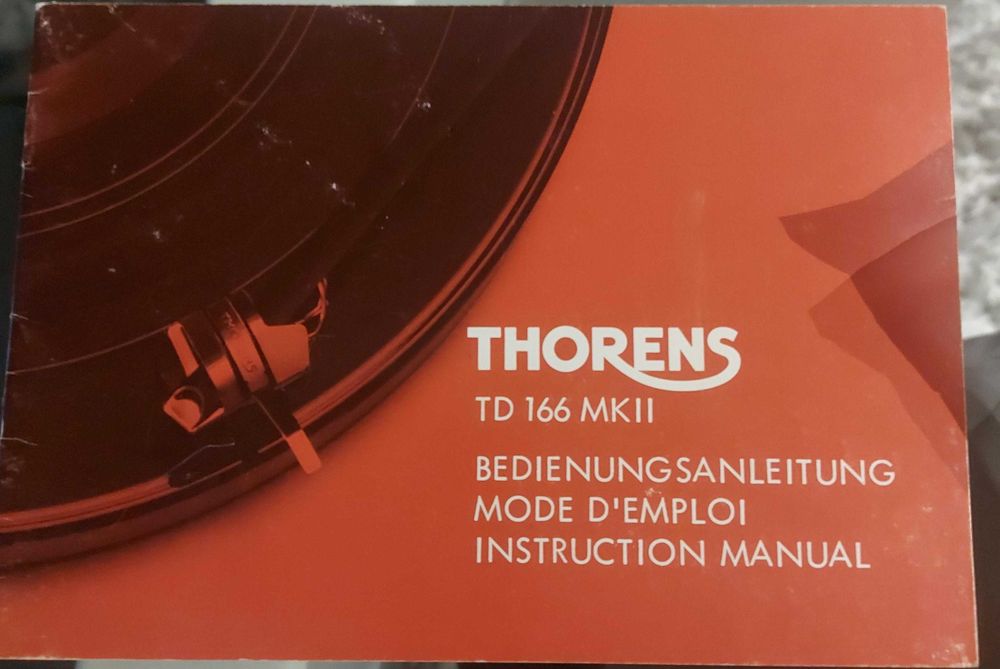 THORENS
TD 166 MKII
BEDIENUNGSANLEITUNG
MODE D'EMPLOI
INSTRUCTION MANUAL